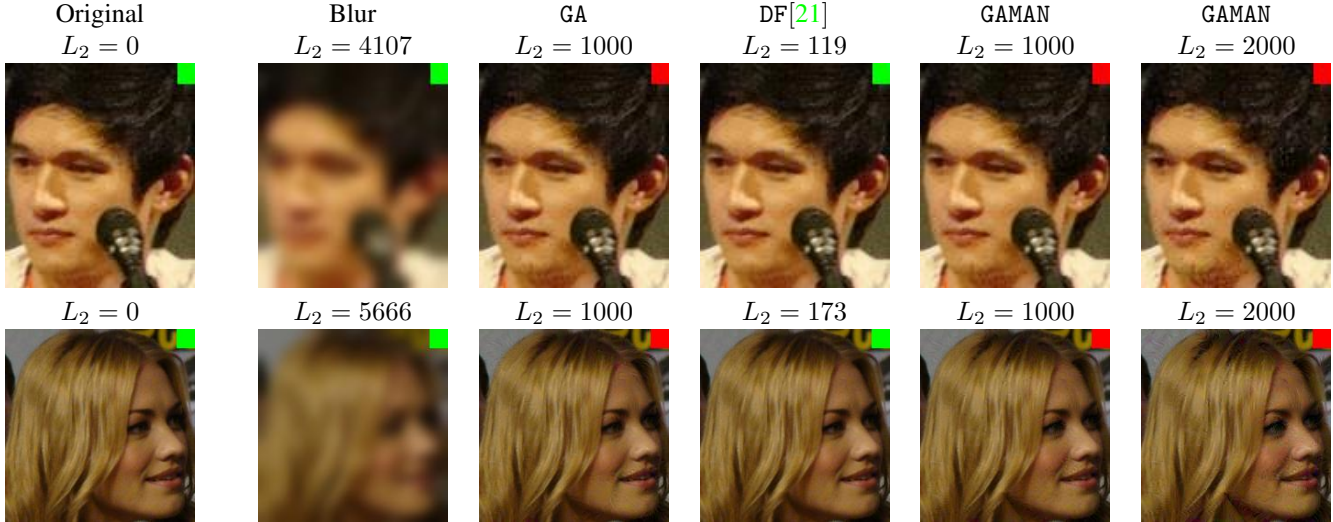 Original Blur GA DF[21] GAMAN GAMAN
L₂ = 0 L₂ = 4107 L₂ = 1000 L₂ = 119 L₂ = 1000 L₂ = 2000
L₂ = 0 L₂ = 5666 L₂ = 1000 L₂ = 173 L₂ = 1000 L₂ = 2000